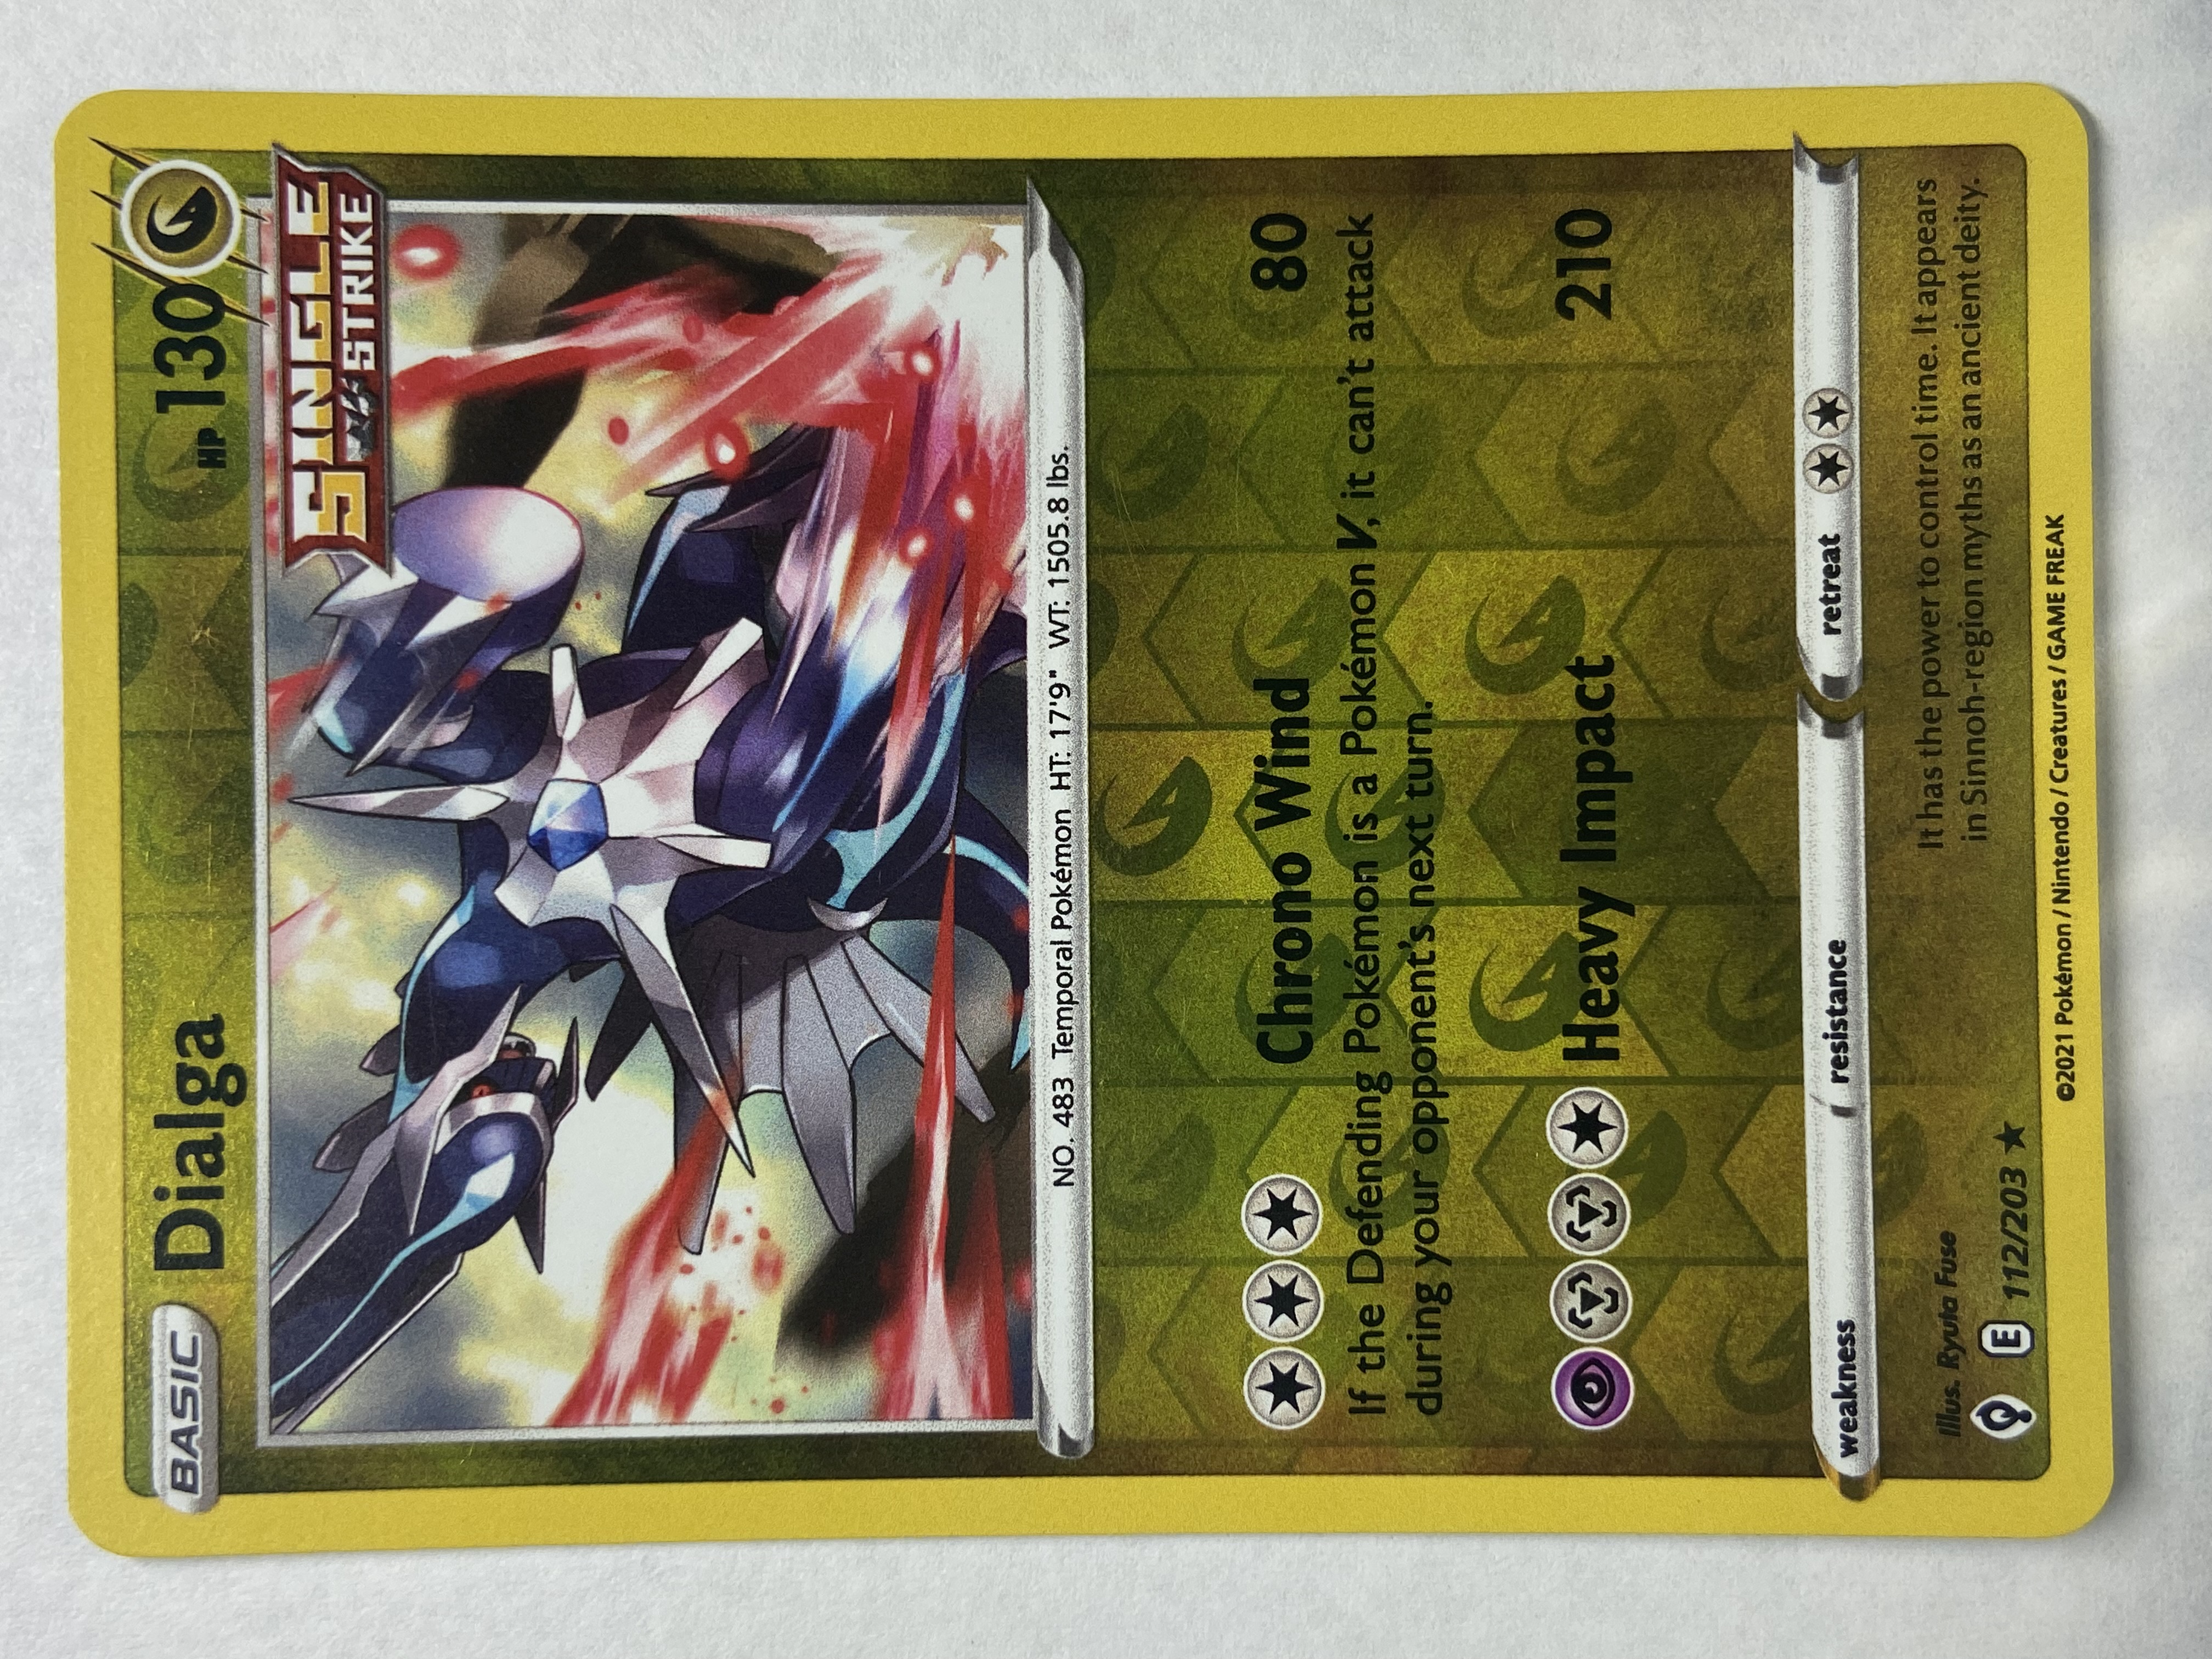 BASIC Dialga HP 130
SINGLE
STRIKE
NO. 483 Temporal Pokémon HT: 17'9" WT: 1505.8 lbs.
Chrono Wind 80
If the Defending Pokémon is a Pokémon V, it can't attack
during your opponent's next turn.
Heavy Impact 210
weakness resistance retreat
It has the power to control time. It appears
in Sinnoh-region myths as an ancient deity.
Illus. Ryuta Fuse
E 112/203 ★
©2021 Pokémon / Nintendo / Creatures / GAME FREAK